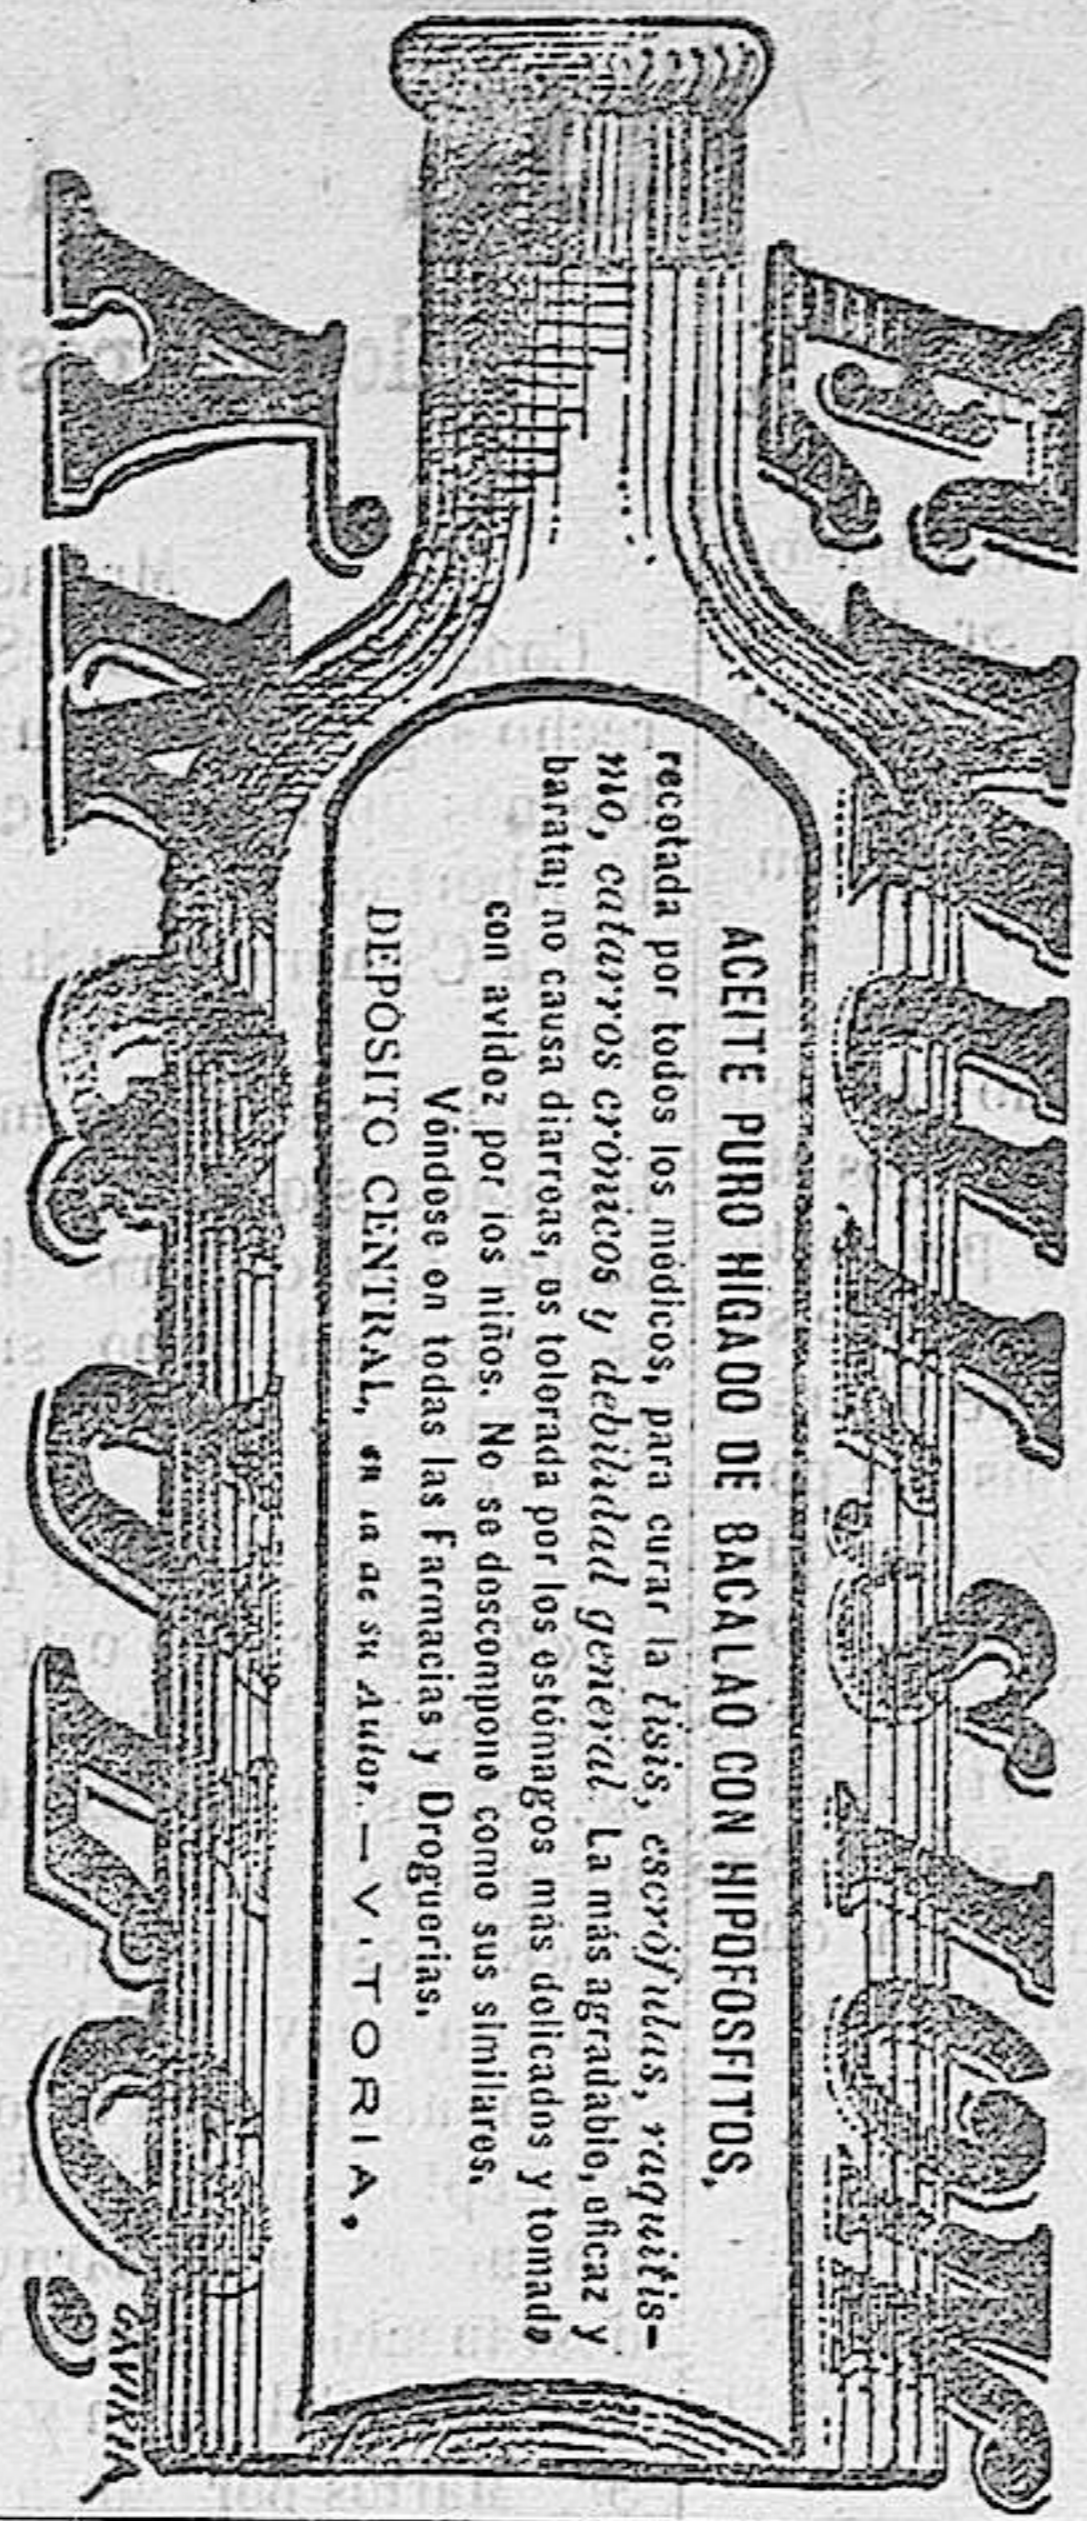 EMULSIÓN
ACEITE PURO HÍGADO DE BACALAO CON HIPOFOSFITOS,
recetada por todos los médicos, para curar la tisis, escrófulas, raquitis-
mo, catarros crónicos y debilidad general. La más agradable, eficaz y
barata; no causa diarreas, es tolerada por los estómagos más delicados y tomada
con avidez por los niños. No se descompone como sus similares.
Véndese en todas las Farmacias y Droguerias.
DEPÓSITO CENTRAL, en la de su Autor.—VITORIA.
GAVIRIA